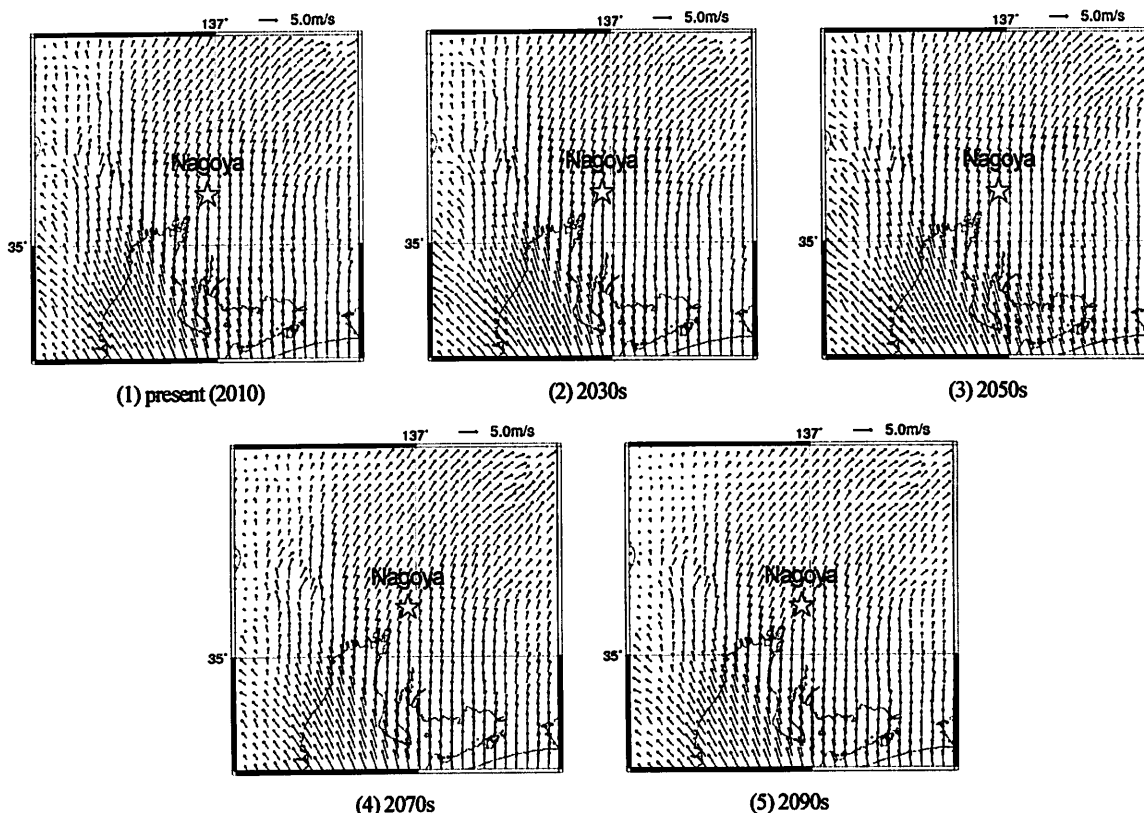 137° → 5.0m/s
Nagoya
35°
(1) present (2010)
137° → 5.0m/s
Nagoya
35°
(2) 2030s
137° → 5.0m/s
Nagoya
35°
(3) 2050s
137° → 5.0m/s
Nagoya
35°
(4) 2070s
137° → 5.0m/s
Nagoya
35°
(5) 2090s